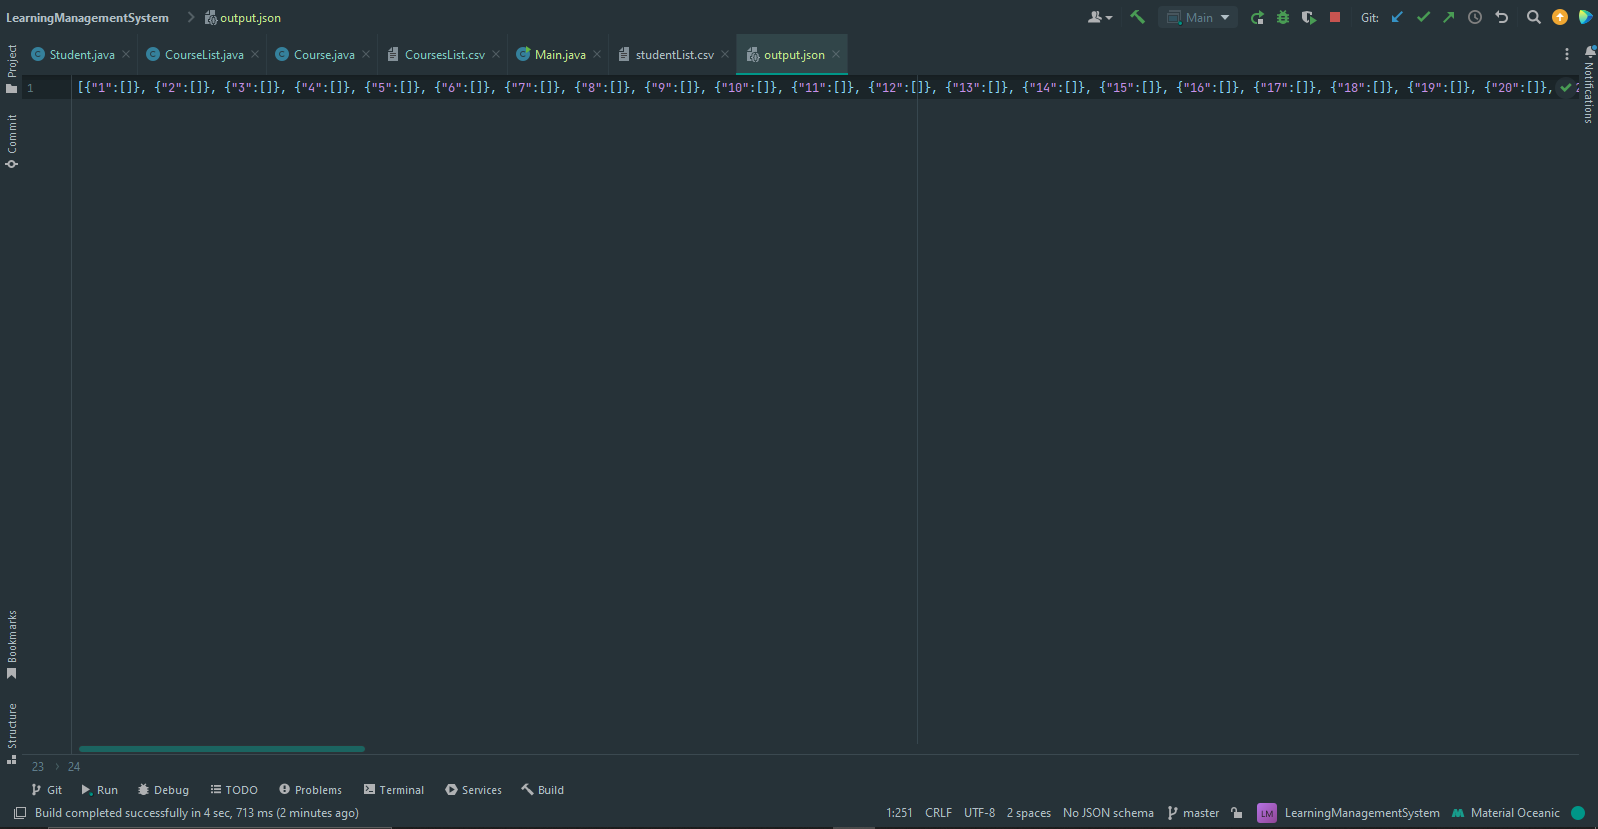 LearningManagementSystem > output.json
Main
Git:
Student.java
CourseList.java
Course.java
CoursesList.csv
Main.java
studentList.csv
output.json
Project
Commit
Bookmarks
Structure
Notifications
1
[{"1":[]}, {"2":[]}, {"3":[]}, {"4":[]}, {"5":[]}, {"6":[]}, {"7":[]}, {"8":[]}, {"9":[]}, {"10":[]}, {"11":[]}, {"12":[]}, {"13":[]}, {"14":[]}, {"15":[]}, {"16":[]}, {"17":[]}, {"18":[]}, {"19":[]}, {"20":[]},
23 > 24
Git
Run
Debug
TODO
Problems
Terminal
Services
Build
Build completed successfully in 4 sec, 713 ms (2 minutes ago)
1:251
CRLF
UTF-8
2 spaces
No JSON schema
master
LM
LearningManagementSystem
Material Oceanic